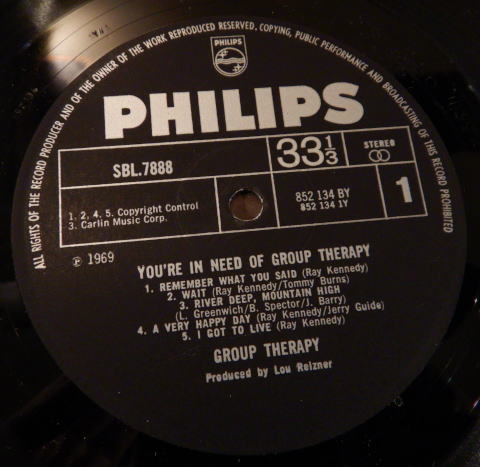 ALL RIGHTS OF THE RECORD PRODUCER AND OF THE OWNER OF THE WORK REPRODUCED RESERVED. COPYING, PUBLIC PERFORMANCE AND BROADCASTING OF THIS RECORD PROHIBITED
PHILIPS
PHILIPS
SBL.7888
33⅓
STEREO
852 134 BY
852 134 1Y
1
1. 2, 4, 5. Copyright Control
3. Carlin Music Corp.
℗ 1969
YOU'RE IN NEED OF GROUP THERAPY
1. REMEMBER WHAT YOU SAID (Ray Kennedy)
2. WAIT (Ray Kennedy/Tommy Burns)
3. RIVER DEEP, MOUNTAIN HIGH
(L. Greenwich/B. Spector/J. Barry)
4. A VERY HAPPY DAY (Ray Kennedy/Jerry Guide)
5. I GOT TO LIVE (Ray Kennedy)
GROUP THERAPY
Produced by Lou Reizner